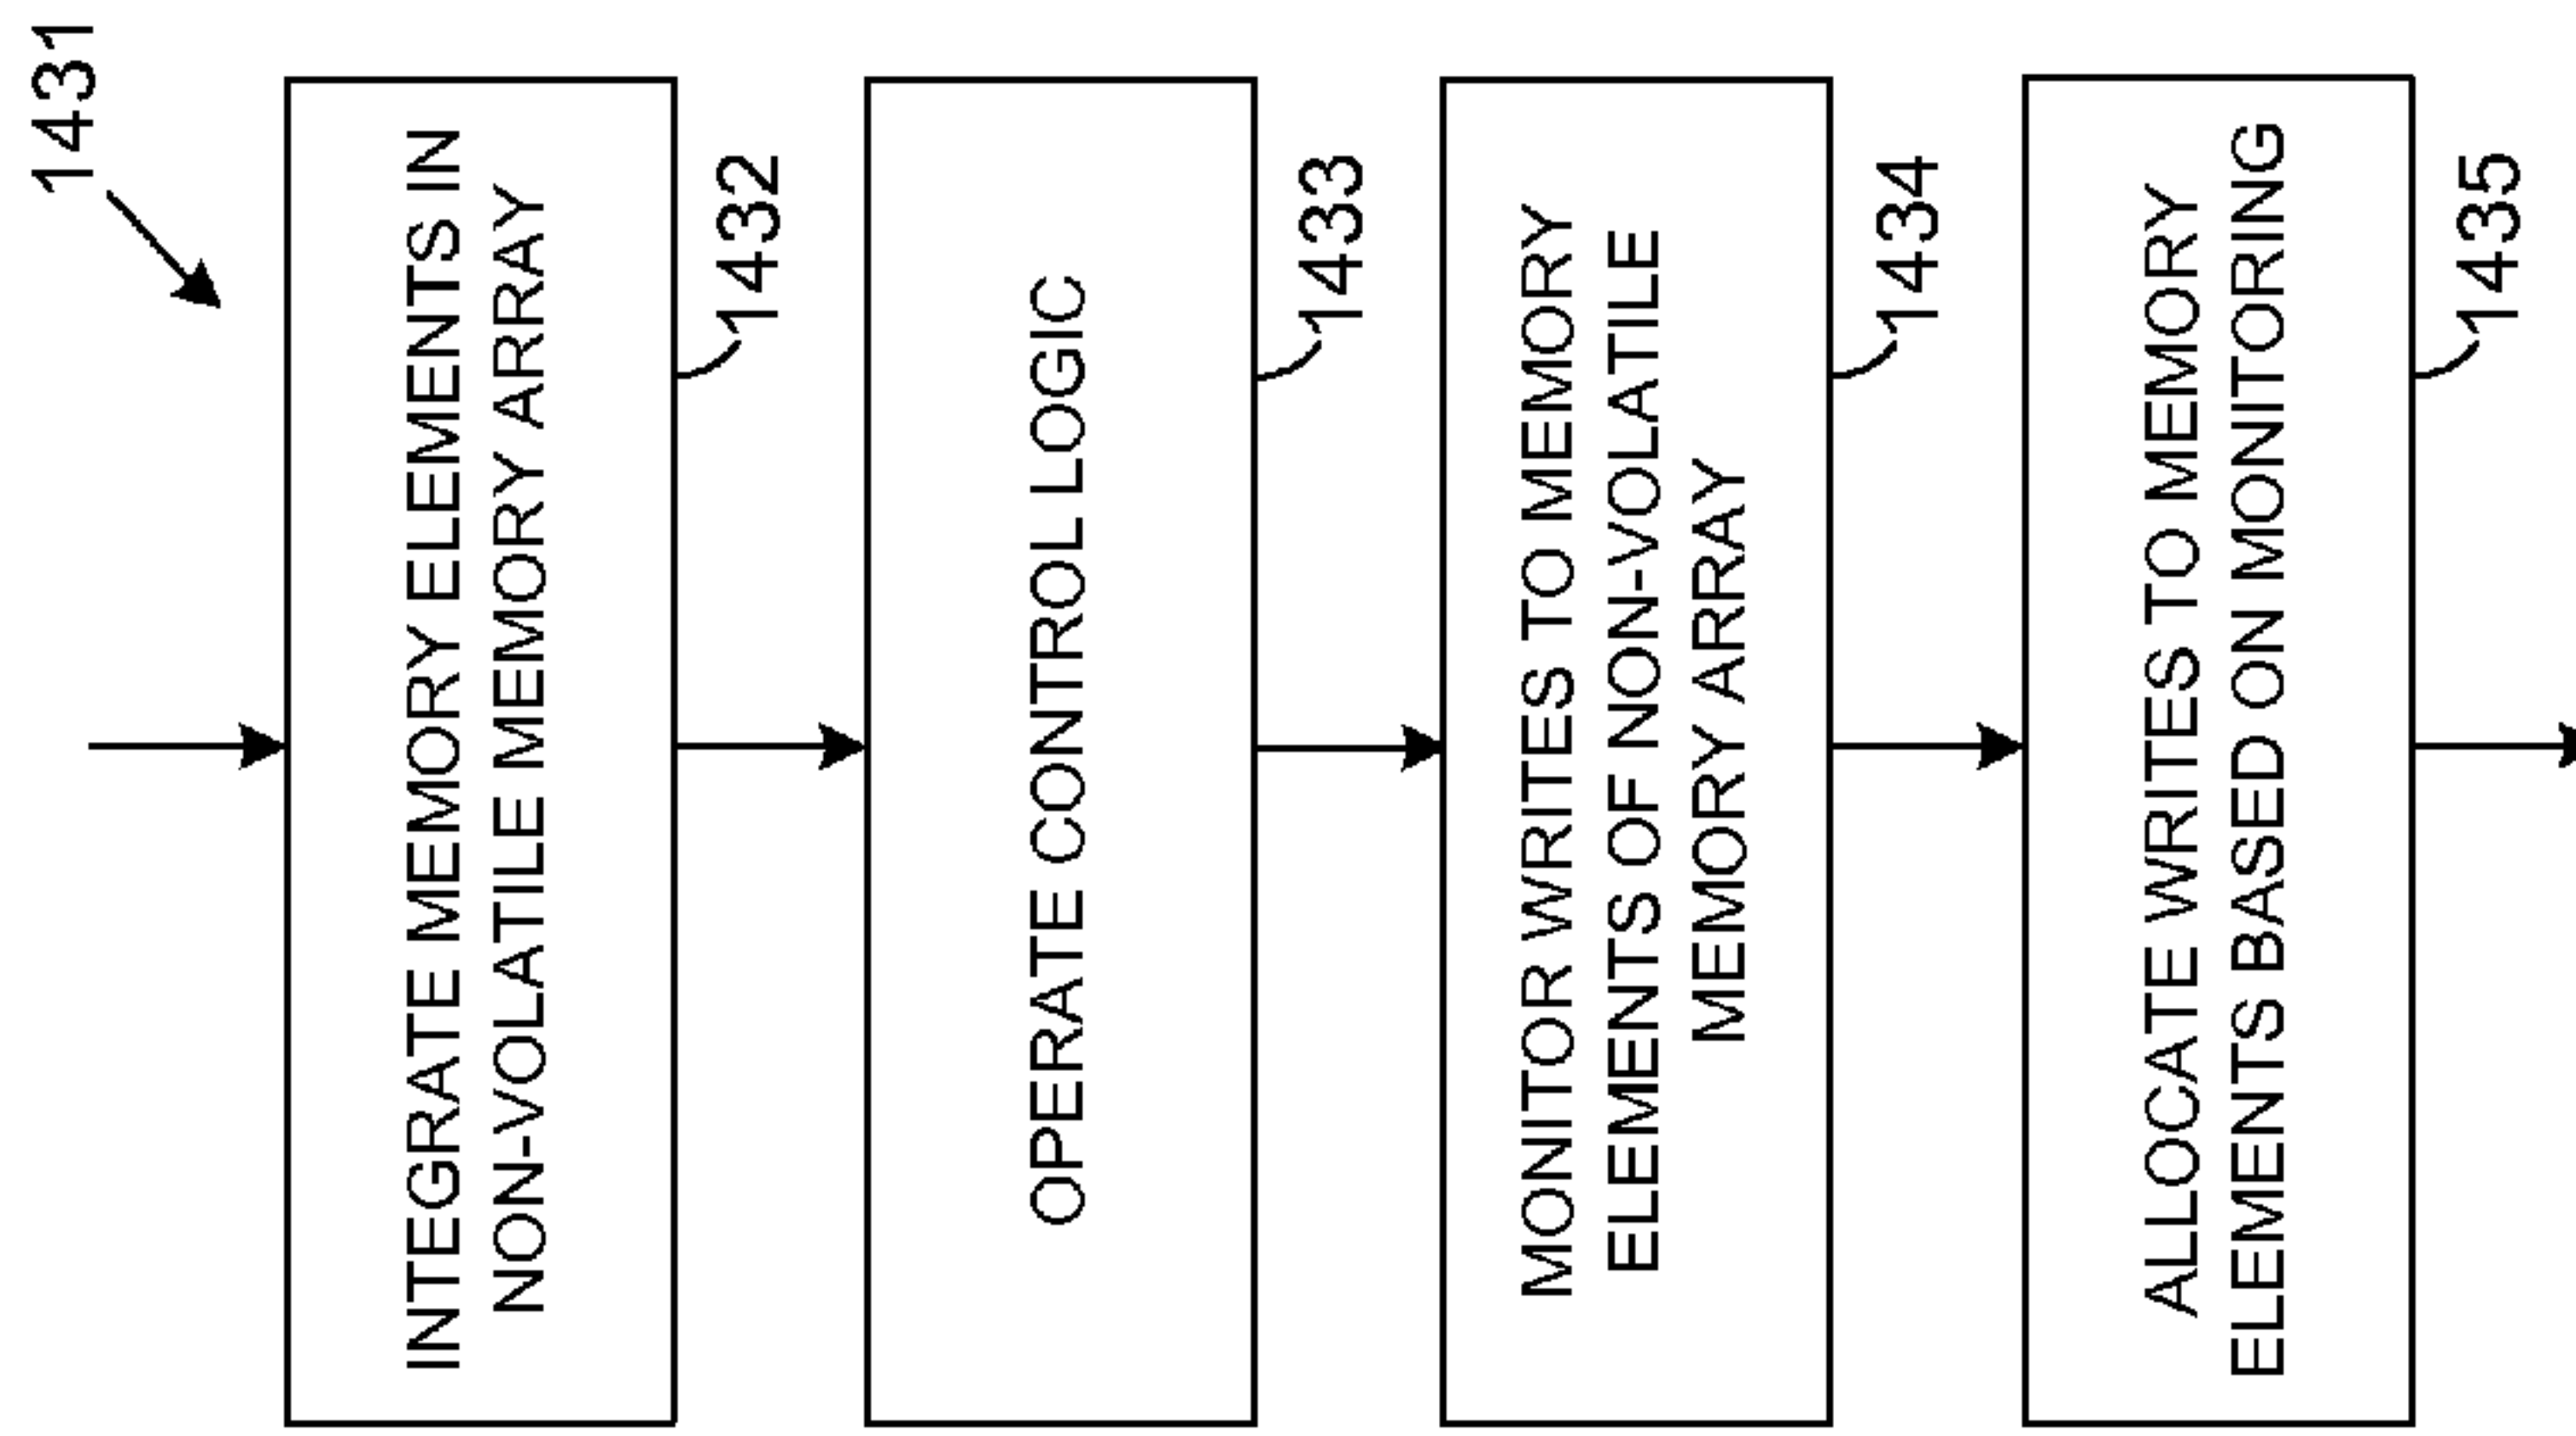 1431
INTEGRATE MEMORY ELEMENTS IN
NON-VOLATILE MEMORY ARRAY
1432
OPERATE CONTROL LOGIC
1433
MONITOR WRITES TO MEMORY
ELEMENTS OF NON-VOLATILE
MEMORY ARRAY
1434
ALLOCATE WRITES TO MEMORY
ELEMENTS BASED ON MONITORING
1435